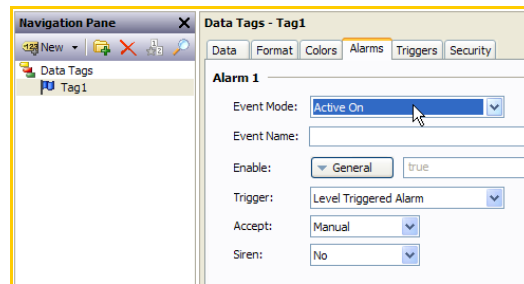 Navigation Pane
New
Data Tags
Tag1
Data Tags - Tag1
Data Format Colors Alarms Triggers Security
Alarm 1
Event Mode: Active On
Event Name:
Enable: General true
Trigger: Level Triggered Alarm
Accept: Manual
Siren: No